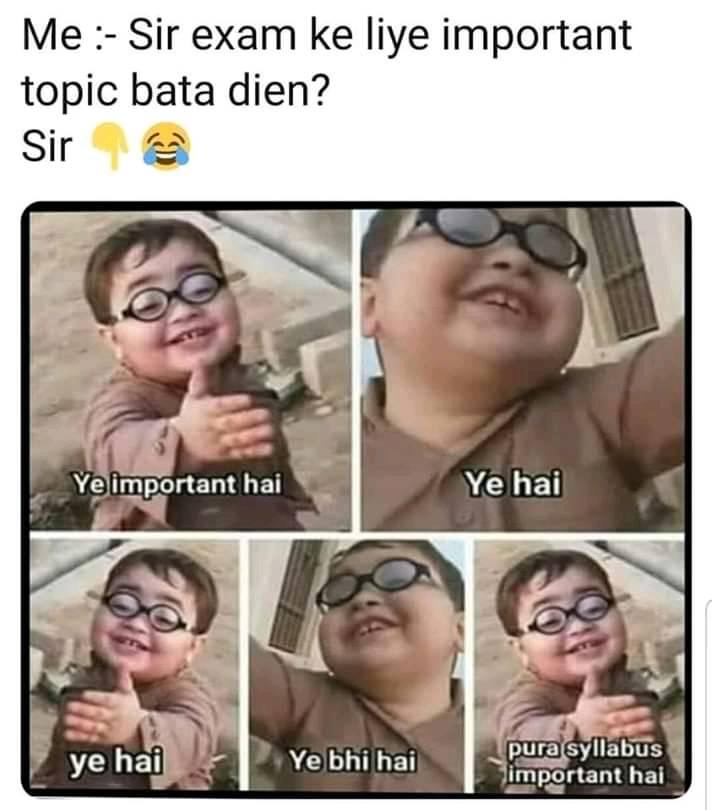 Me :- Sir exam ke liye important
topic bata dien?
Sir 👇😂
Ye important hai
Ye hai
ye hai
Ye bhi hai
pura syllabus
important hai